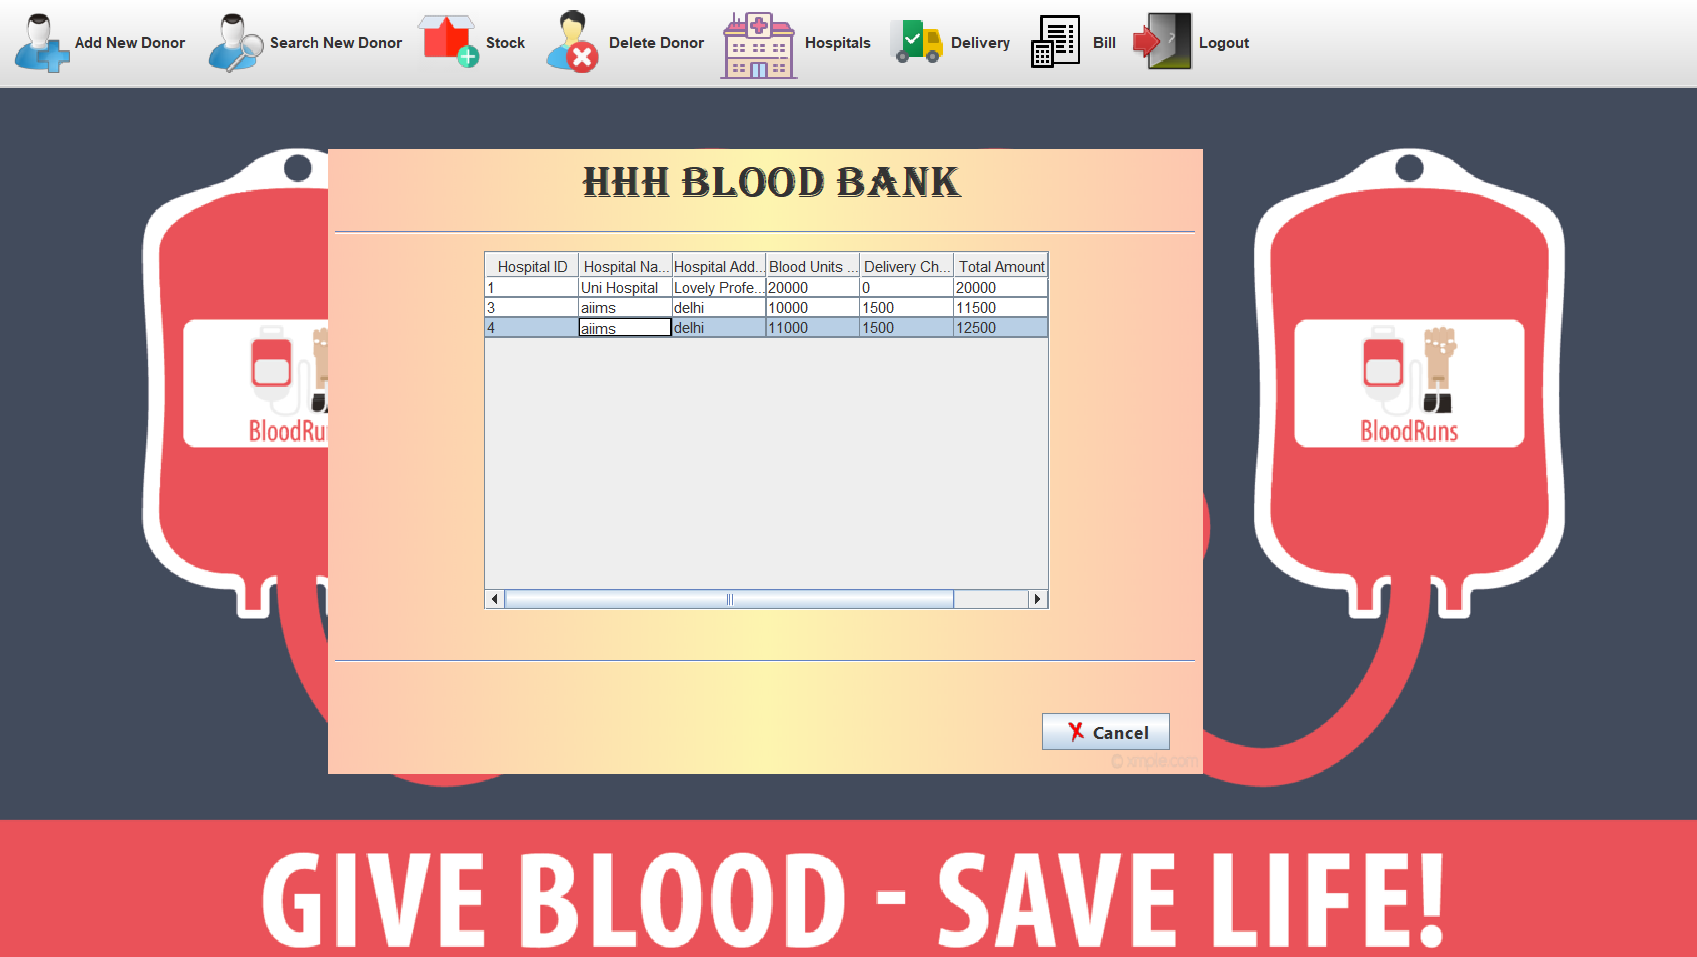 Add New Donor Search New Donor Stock Delete Donor Hospitals Delivery Bill Logout
HHH BLOOD BANK
Hospital ID Hospital Na... Hospital Add... Blood Units ... Delivery Ch... Total Amount
1 Uni Hospital Lovely Profe... 20000 0 20000
3 aiims delhi 10000 1500 11500
4 aiims delhi 11000 1500 12500
BloodRu
BloodRuns
X Cancel
© xmple.com
GIVE BLOOD - SAVE LIFE!